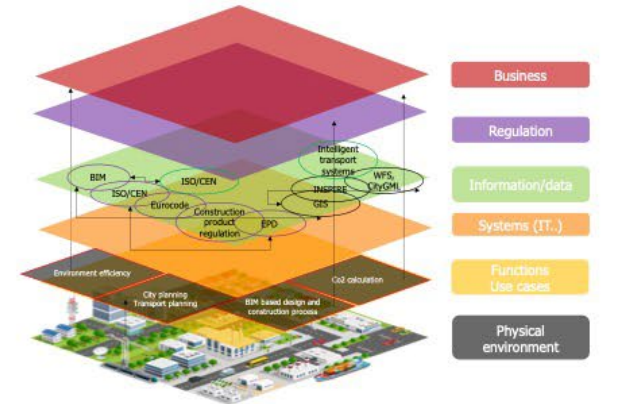 Business
Regulation
Intelligent
transport
systems
BIM
ISO/CEN
WFS,
CityGML
ISO/CEN
INSPIRE
Eurocode
GIS
Construction
product
regulation
EPD
Information/data
Systems (IT..)
Environment efficiency
Co2 calculation
City planning
Transport planning
BIM based design and
construction process
Functions
Use cases
Physical
environment